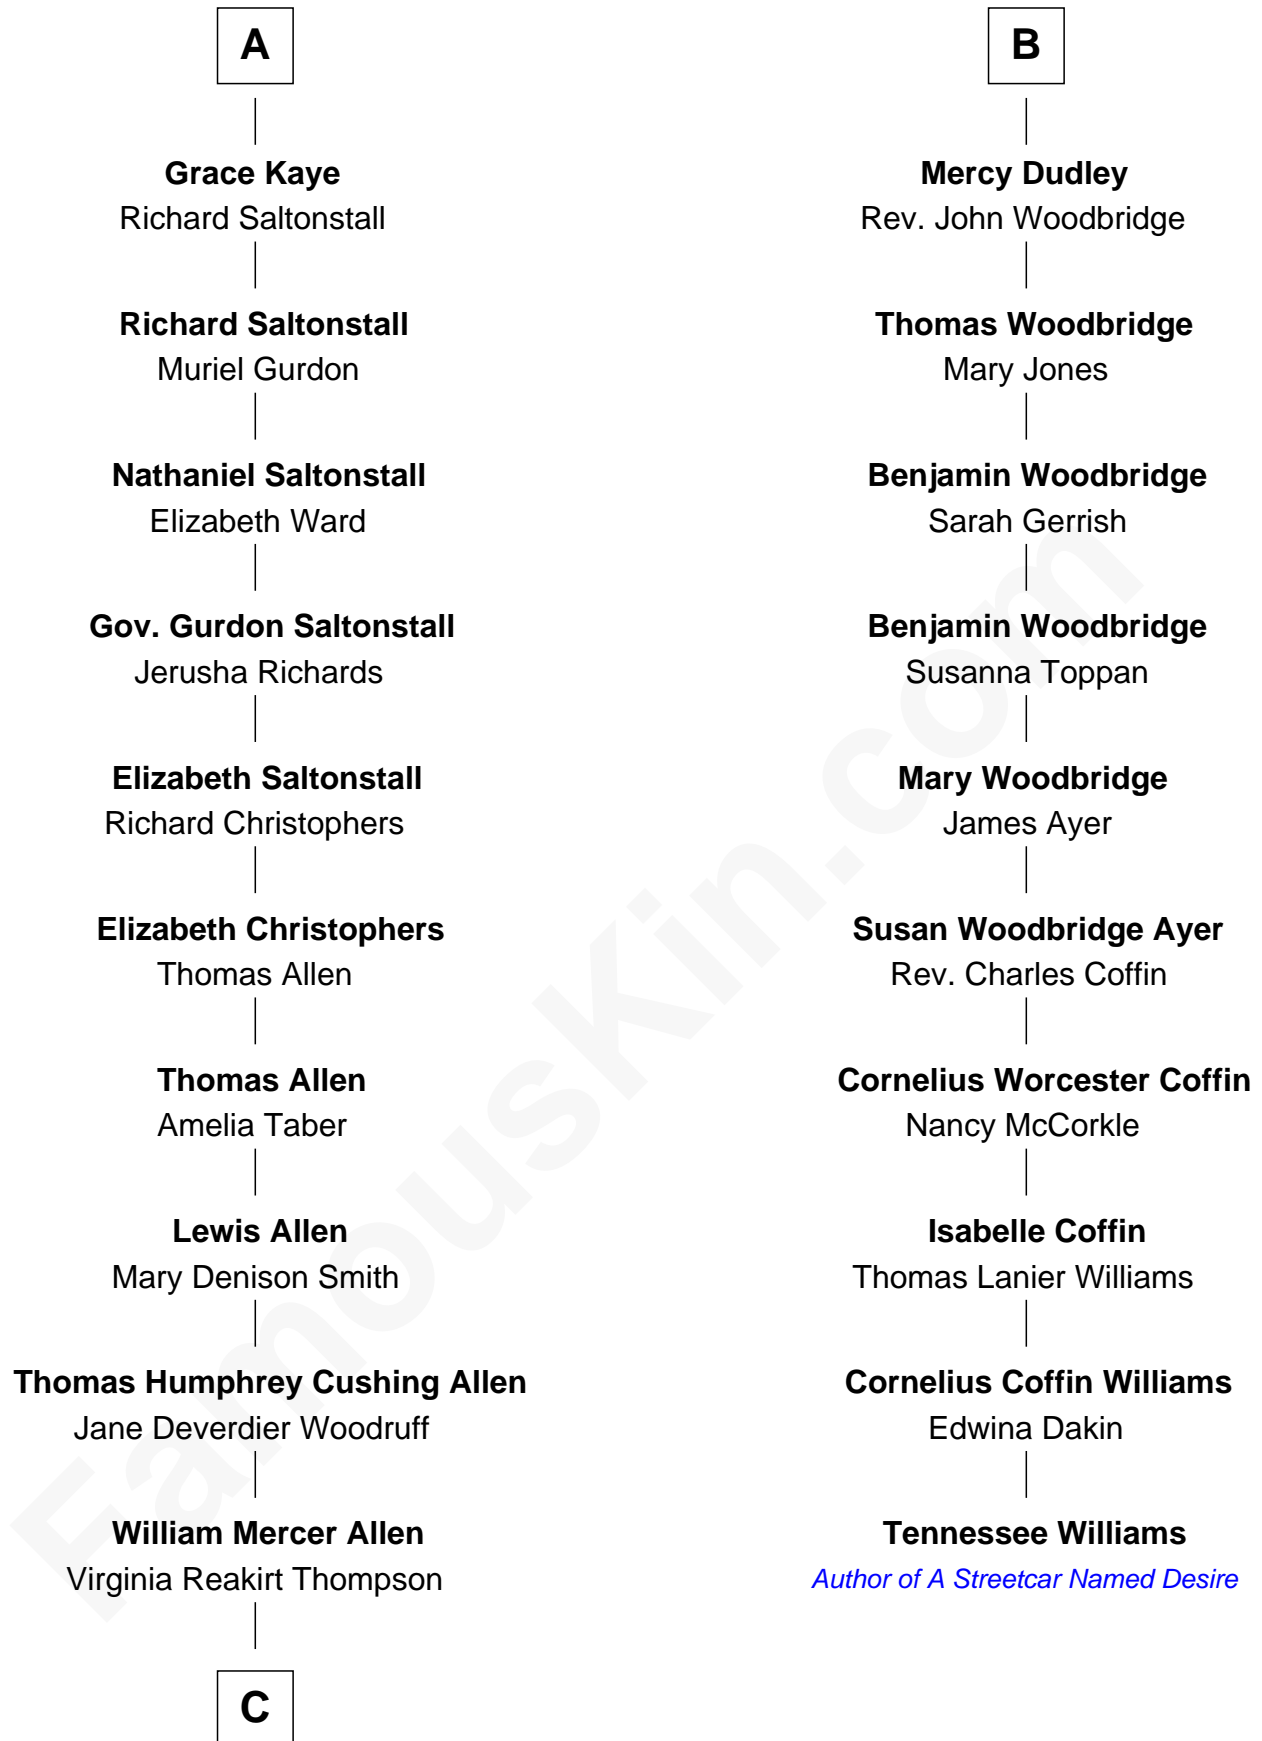 A
Grace Kaye
Richard Saltonstall
Richard Saltonstall
Muriel Gurdon
Nathaniel Saltonstall
Elizabeth Ward
Gov. Gurdon Saltonstall
Jerusha Richards
Elizabeth Saltonstall
Richard Christophers
Elizabeth Christophers
Thomas Allen
Thomas Allen
Amelia Taber
Lewis Allen
Mary Denison Smith
Thomas Humphrey Cushing Allen
Jane Deverdier Woodruff
William Mercer Allen
Virginia Reakirt Thompson
C
B
Mercy Dudley
Rev. John Woodbridge
Thomas Woodbridge
Mary Jones
Benjamin Woodbridge
Sarah Gerrish
Benjamin Woodbridge
Susanna Toppan
Mary Woodbridge
James Ayer
Susan Woodbridge Ayer
Rev. Charles Coffin
Cornelius Worcester Coffin
Nancy McCorkle
Isabelle Coffin
Thomas Lanier Williams
Cornelius Coffin Williams
Edwina Dakin
Tennessee Williams
Author of A Streetcar Named Desire
FamousKin.com